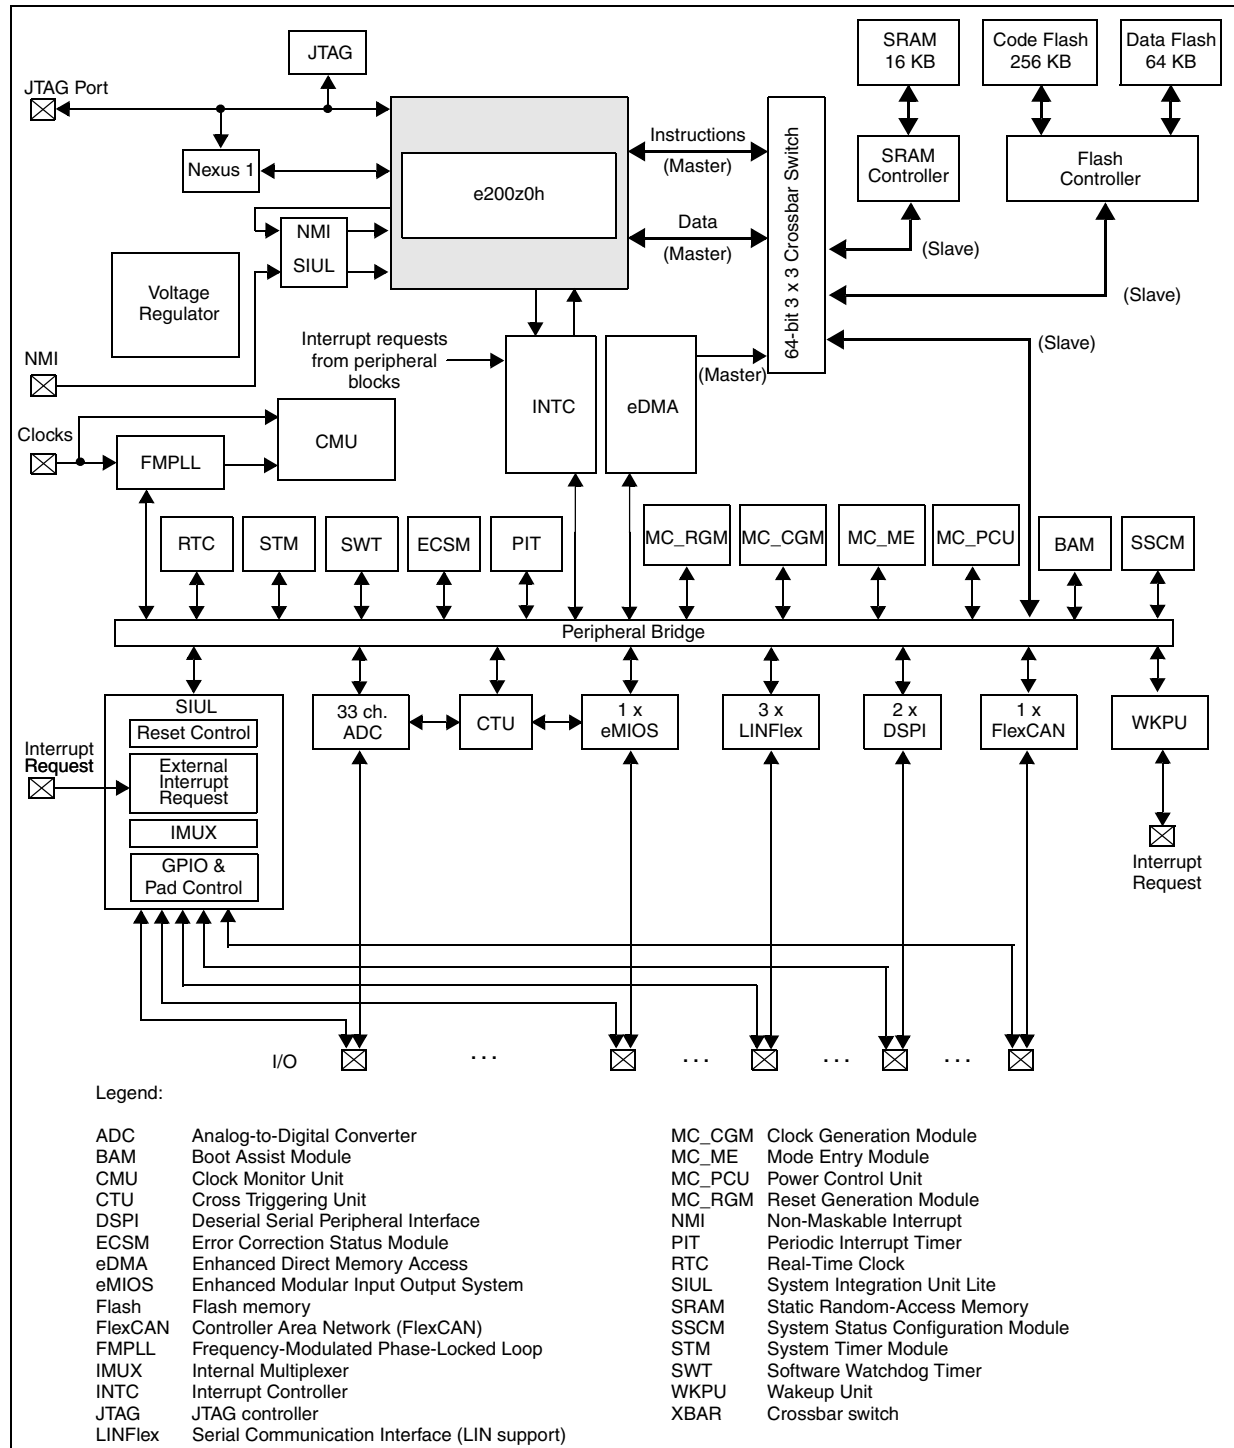 JTAG
SRAM
16 KB
Code Flash
256 KB
Data Flash
64 KB
JTAG Port
Nexus 1
e200z0h
Instructions
(Master)
Data
(Master)
64-bit 3 x 3 Crossbar Switch
SRAM
Controller
Flash
Controller
(Slave)
(Slave)
(Slave)
NMI
SIUL
Voltage
Regulator
NMI
Interrupt requests
from peripheral
blocks
INTC
eDMA
(Master)
Clocks
FMPLL
CMU
RTC
STM
SWT
ECSM
PIT
MC_RGM
MC_CGM
MC_ME
MC_PCU
BAM
SSCM
Peripheral Bridge
SIUL
Reset Control
External
Interrupt
Request
IMUX
GPIO &
Pad Control
Interrupt
Request
33 ch.
ADC
CTU
1 x
eMIOS
3 x
LINFlex
2 x
DSPI
1 x
FlexCAN
WKPU
Interrupt
Request
I/O
. . .
. . .
. . .
. . .
Legend:
ADC Analog-to-Digital Converter
BAM Boot Assist Module
CMU Clock Monitor Unit
CTU Cross Triggering Unit
DSPI Deserial Serial Peripheral Interface
ECSM Error Correction Status Module
eDMA Enhanced Direct Memory Access
eMIOS Enhanced Modular Input Output System
Flash Flash memory
FlexCAN Controller Area Network (FlexCAN)
FMPLL Frequency-Modulated Phase-Locked Loop
IMUX Internal Multiplexer
INTC Interrupt Controller
JTAG JTAG controller
LINFlex Serial Communication Interface (LIN support)
MC_CGM Clock Generation Module
MC_ME Mode Entry Module
MC_PCU Power Control Unit
MC_RGM Reset Generation Module
NMI Non-Maskable Interrupt
PIT Periodic Interrupt Timer
RTC Real-Time Clock
SIUL System Integration Unit Lite
SRAM Static Random-Access Memory
SSCM System Status Configuration Module
STM System Timer Module
SWT Software Watchdog Timer
WKPU Wakeup Unit
XBAR Crossbar switch